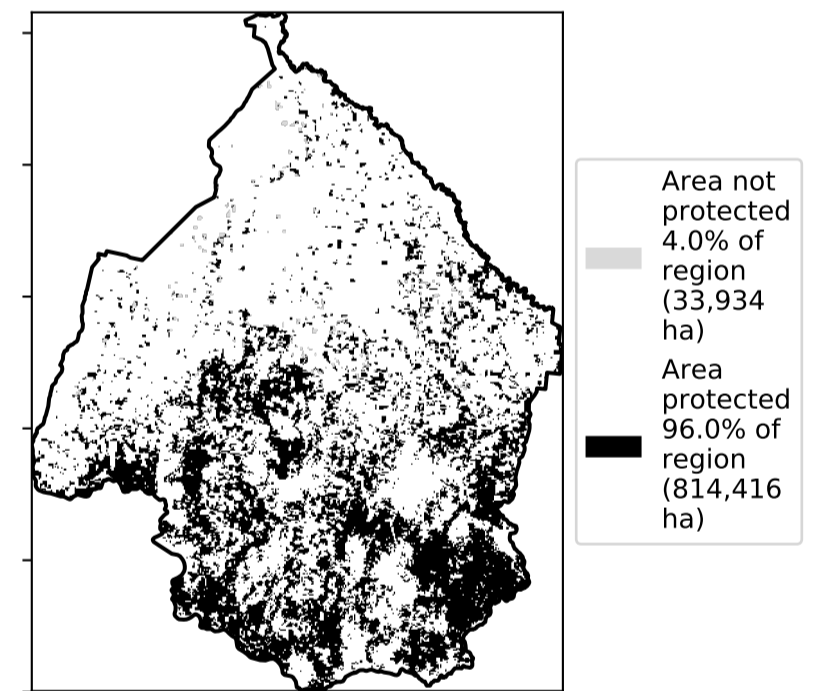 Area not
protected
4.0% of
region
(33,934
ha)
Area
protected
96.0% of
region
(814,416
ha)